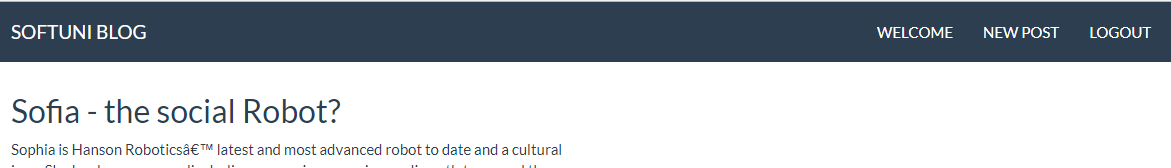 SOFTUNI BLOG WELCOME NEW POST LOGOUT
Sofia - the social Robot?
Sophia is Hanson Roboticsâ€™ latest and most advanced robot to date and a cultural